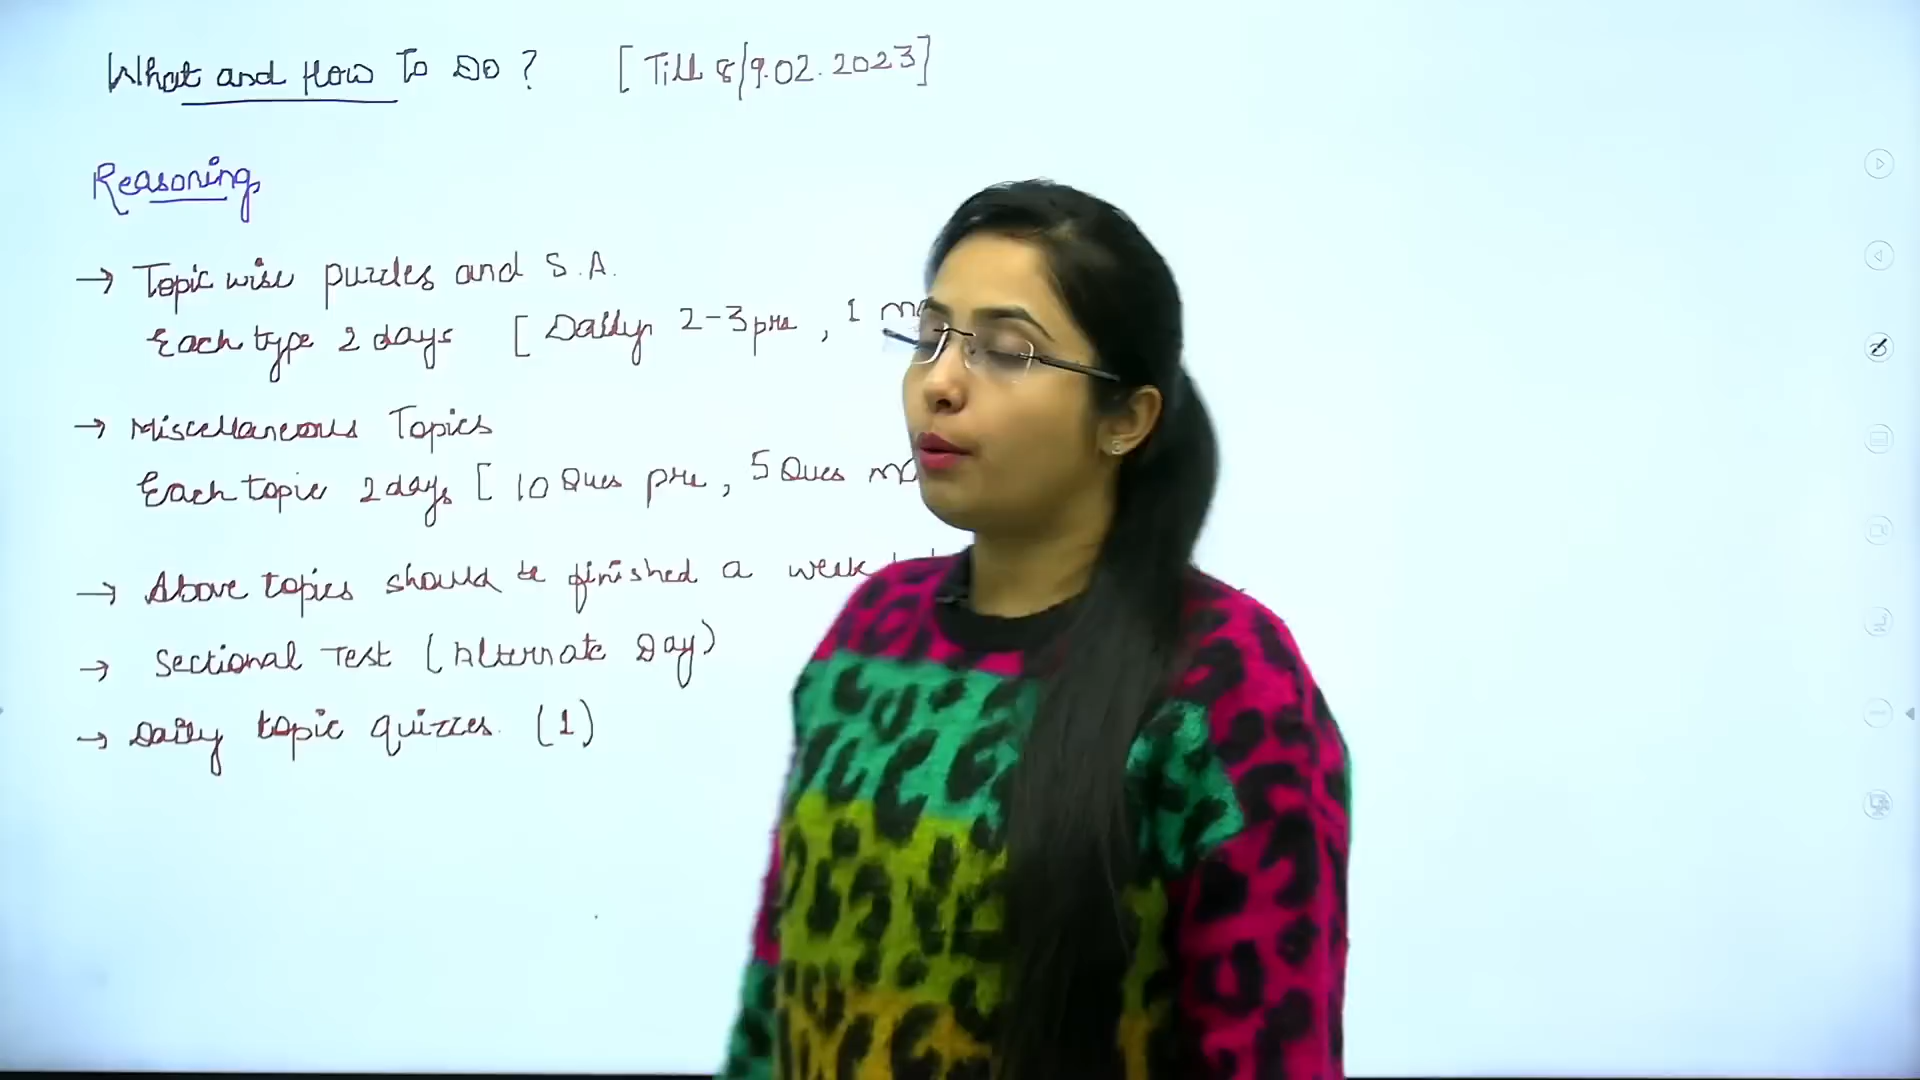 What and How To Do ? [Till 8/9.02.2023]
Reasoning
→ Topic wise puzzles and S.A.
Each type 2 days [Daily 2-3 pre, 1
→ Miscellaneous Topics
Each topic 2 days [10 Ques pre, 5 Ques
→ Above topics should be finished a week
→ Sectional Test (Alternate Day)
→ Daily topic quizzes. (1)